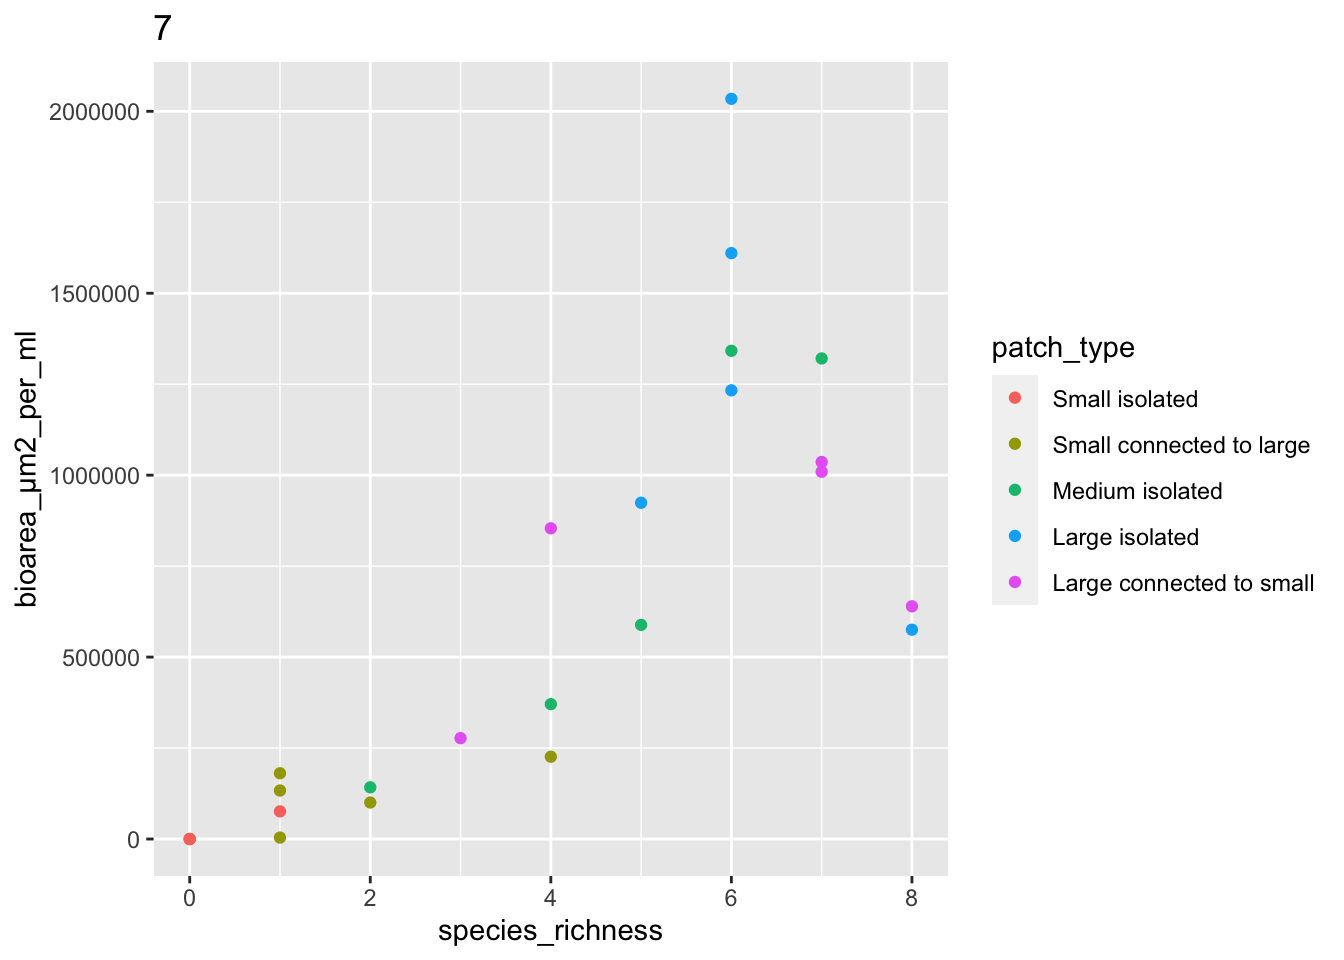 7
bioarea_µm2_per_ml
2000000
1500000
1000000
500000
0
0 2 4 6 8
species_richness
patch_type
Small isolated
Small connected to large
Medium isolated
Large isolated
Large connected to small